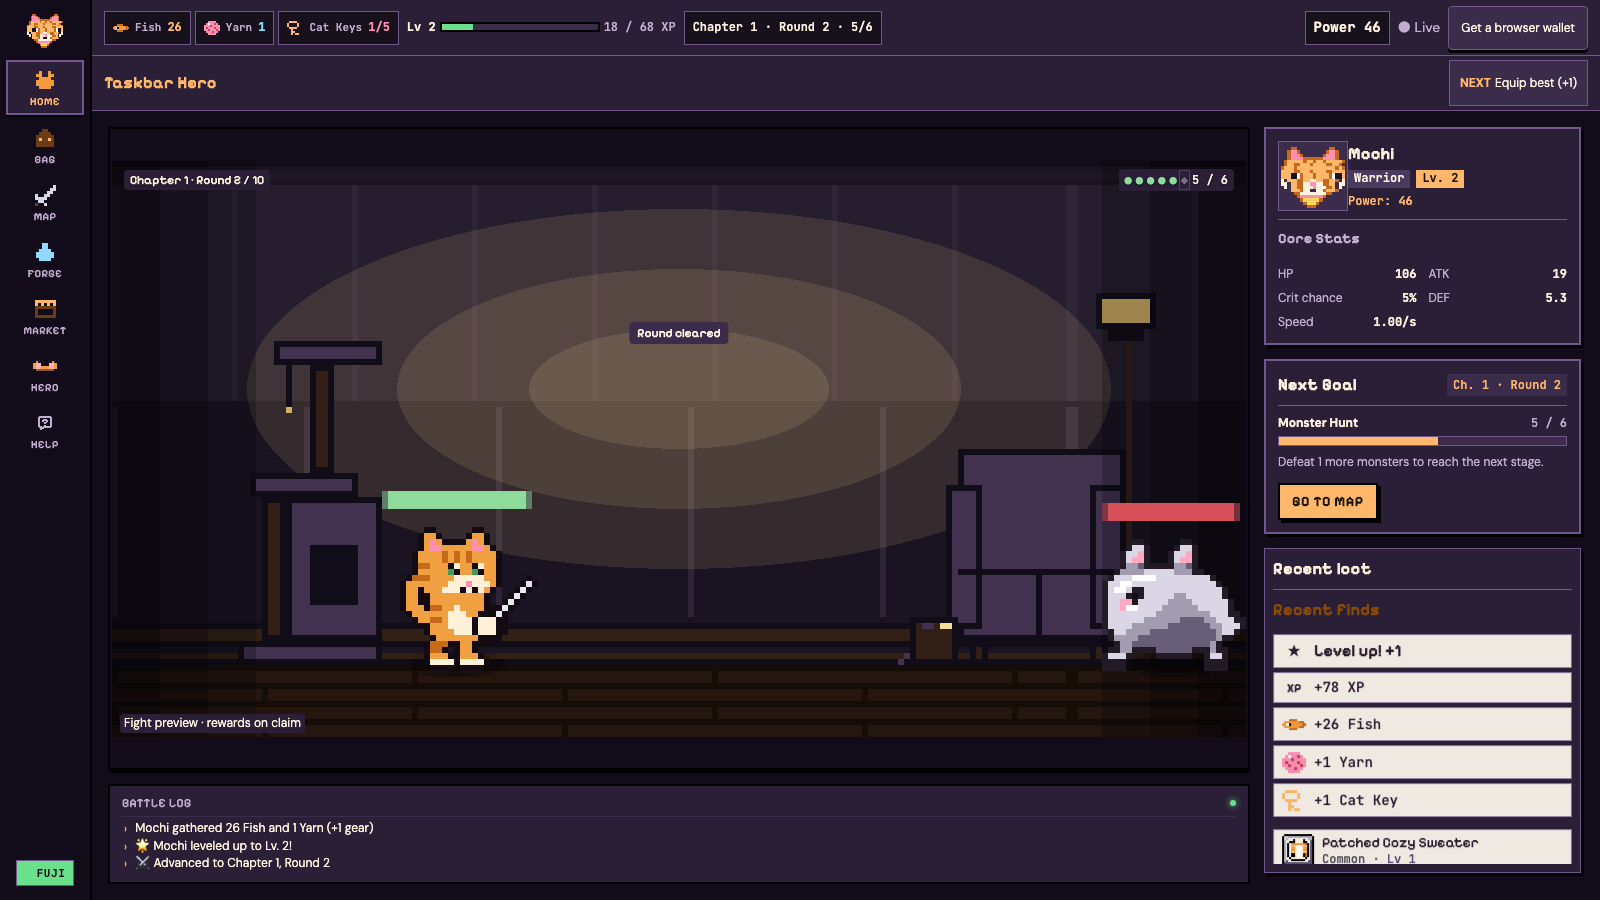 Fish 26
Yarn 1
Cat Keys 1/5
Lv 2
18 / 68 XP
Chapter 1 · Round 2 · 5/6
Power 46
Live
Get a browser wallet
Taskbar Hero
NEXT Equip best (+1)
HOME
BAG
MAP
FORGE
MARKET
HERO
HELP
FUJI
Chapter 1 · Round 2 / 10
5 / 6
Round cleared
Fight preview · rewards on claim
BATTLE LOG
› Mochi gathered 26 Fish and 1 Yarn (+1 gear)
› 🌟 Mochi leveled up to Lv. 2!
› ⚔️ Advanced to Chapter 1, Round 2
Mochi
Warrior Lv. 2
Power: 46
Core Stats
HP 106 ATK 19
Crit chance 5% DEF 5.3
Speed 1.00/s
Next Goal Ch. 1 · Round 2
Monster Hunt 5 / 6
Defeat 1 more monsters to reach the next stage.
GO TO MAP
Recent loot
Recent finds
★ Level up! +1
XP +78 XP
+26 Fish
+1 Yarn
+1 Cat Key
Patched Cozy Sweater
Common · Lv 1